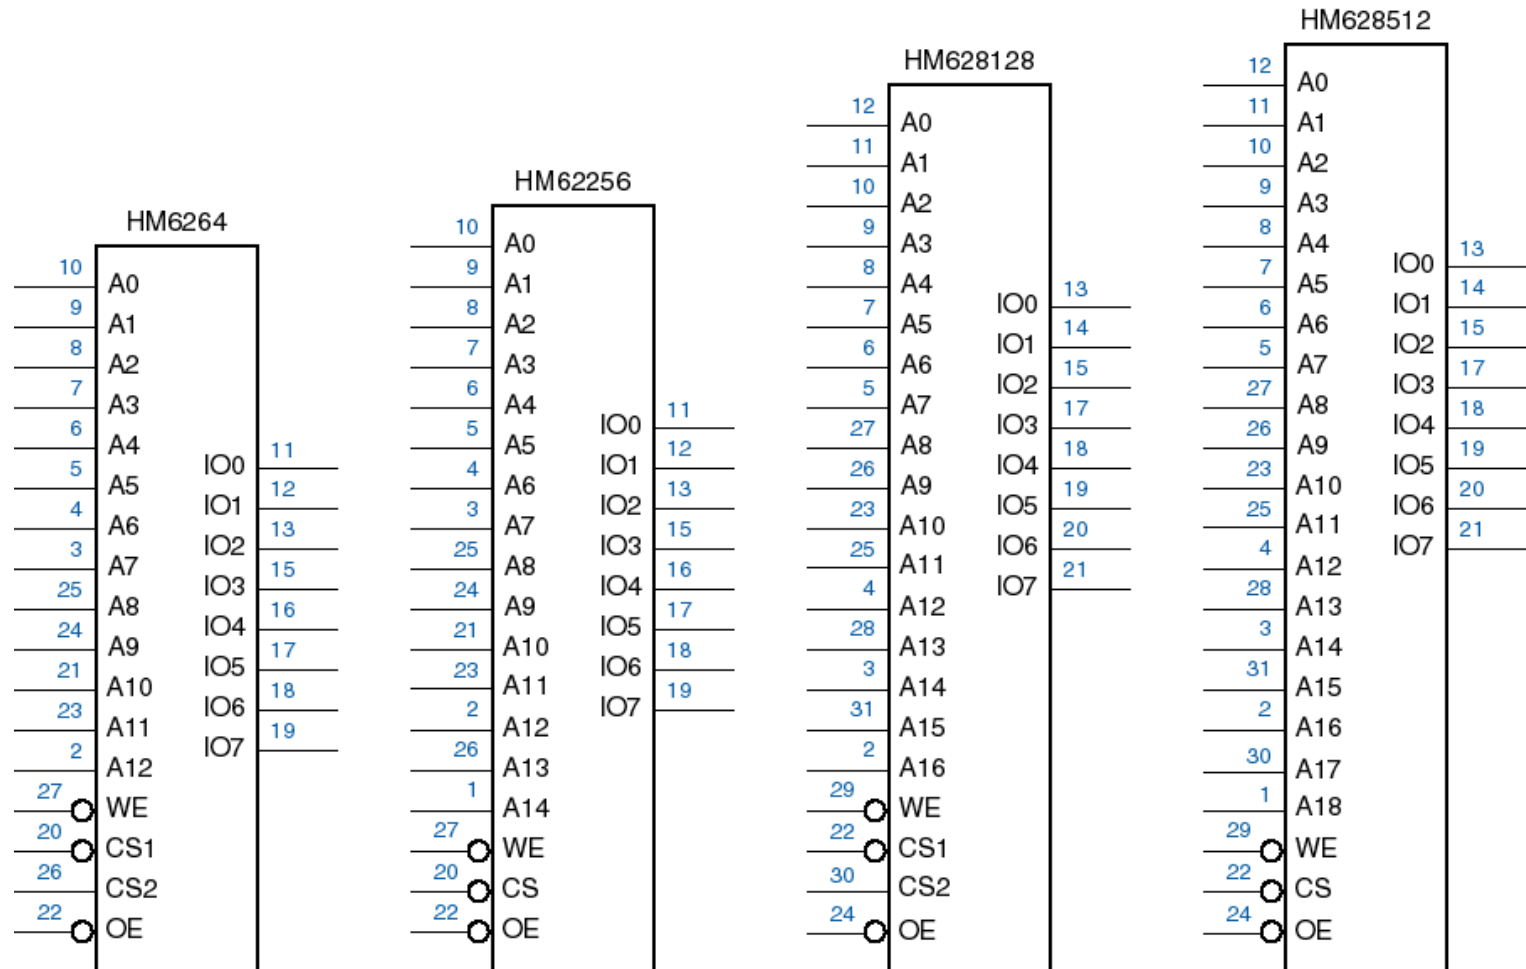 HM6264
10 A0
9 A1
8 A2
7 A3
6 A4
5 A5
4 A6
3 A7
25 A8
24 A9
21 A10
23 A11
2 A12
27 WE
20 CS1
26 CS2
22 OE
IO0 11
IO1 12
IO2 13
IO3 15
IO4 16
IO5 17
IO6 18
IO7 19
HM62256
10 A0
9 A1
8 A2
7 A3
6 A4
5 A5
4 A6
3 A7
25 A8
24 A9
21 A10
23 A11
2 A12
26 A13
1 A14
27 WE
20 CS
22 OE
IO0 11
IO1 12
IO2 13
IO3 15
IO4 16
IO5 17
IO6 18
IO7 19
HM628128
12 A0
11 A1
10 A2
9 A3
8 A4
7 A5
6 A6
5 A7
27 A8
26 A9
23 A10
25 A11
4 A12
28 A13
3 A14
31 A15
2 A16
29 WE
22 CS1
30 CS2
24 OE
IO0 13
IO1 14
IO2 15
IO3 17
IO4 18
IO5 19
IO6 20
IO7 21
HM628512
12 A0
11 A1
10 A2
9 A3
8 A4
7 A5
6 A6
5 A7
27 A8
26 A9
23 A10
25 A11
4 A12
28 A13
3 A14
31 A15
2 A16
30 A17
1 A18
29 WE
22 CS
24 OE
IO0 13
IO1 14
IO2 15
IO3 17
IO4 18
IO5 19
IO6 20
IO7 21